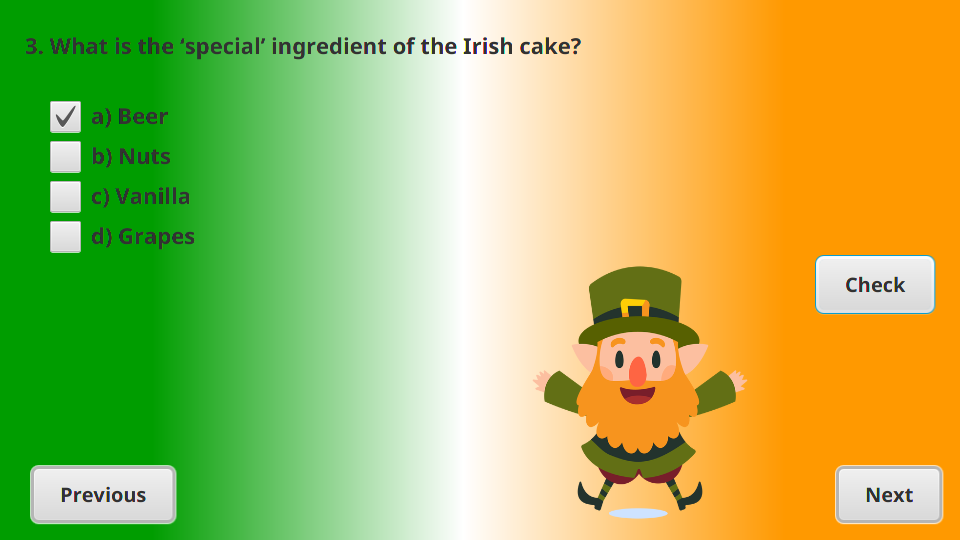 3. What is the ‘special’ ingredient of the Irish cake?
a) Beer
b) Nuts
c) Vanilla
d) Grapes
Check
Previous
Next